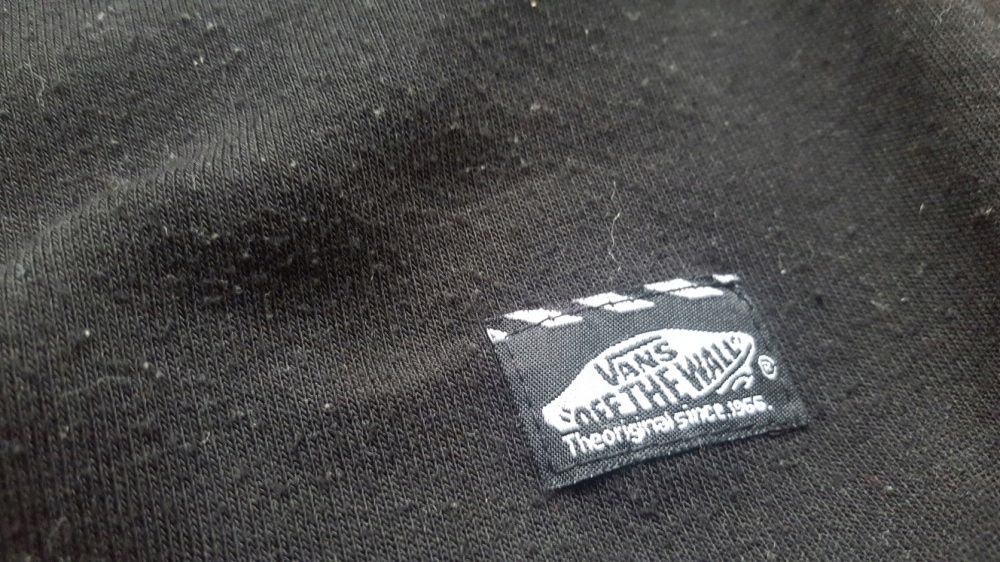 VANS
"OFF THE WALL"
®
The original since 1966.